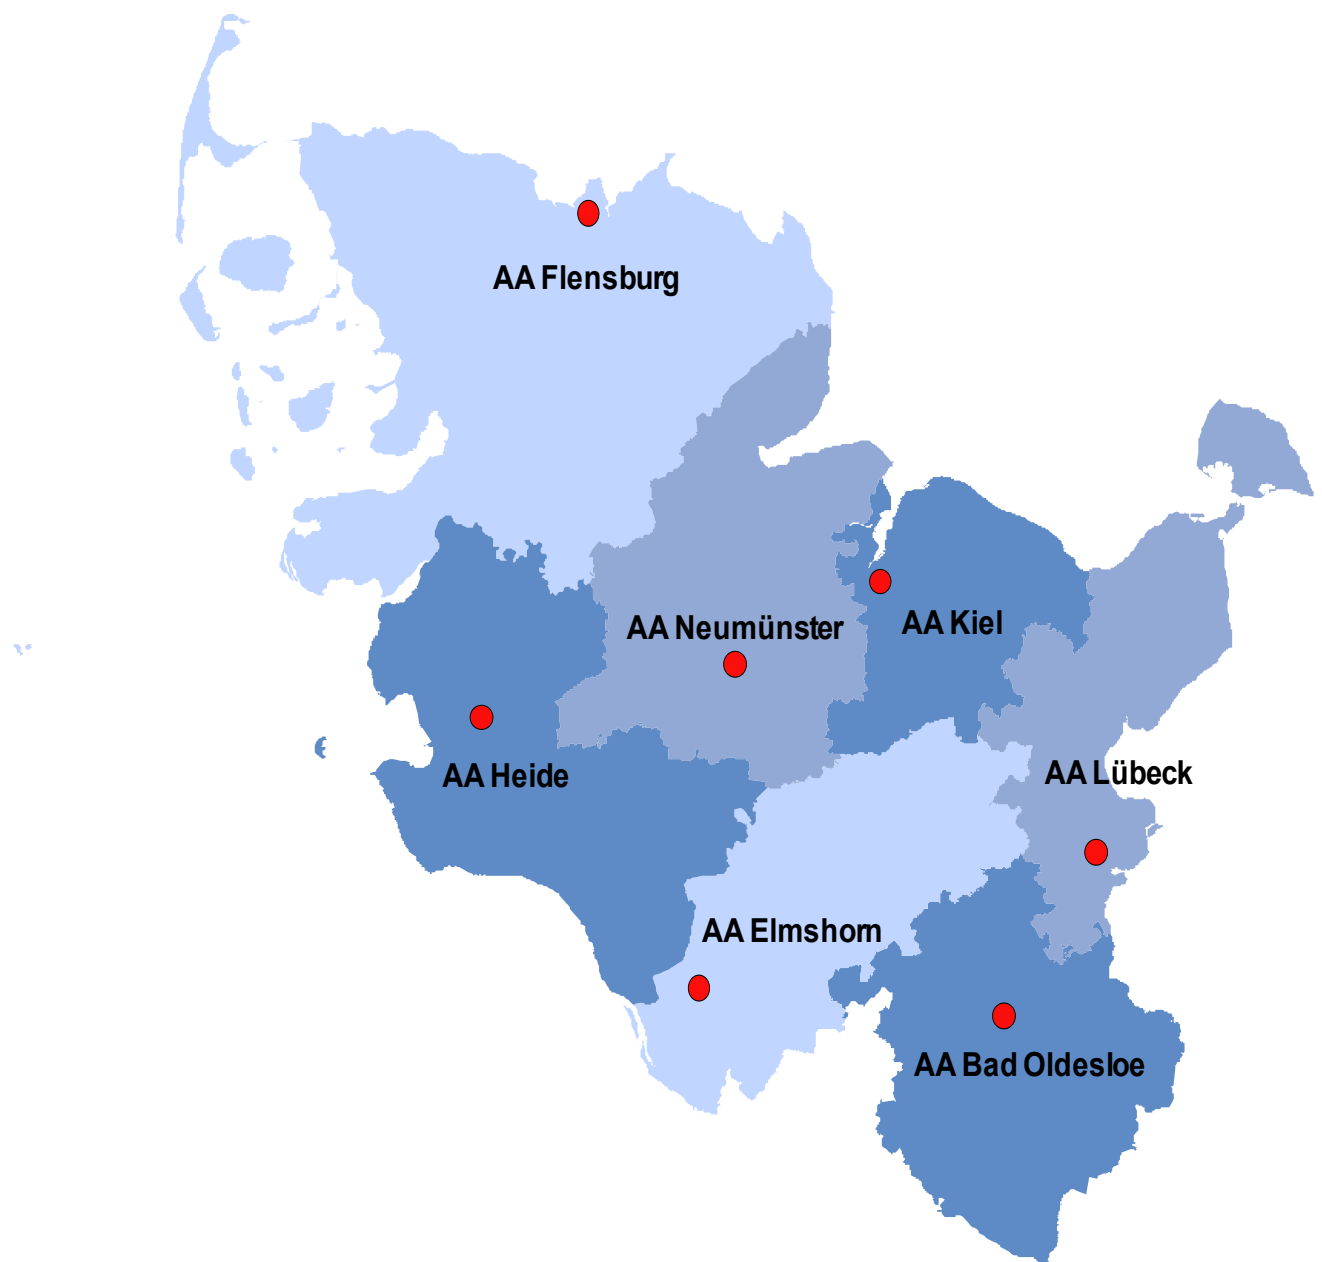 AA Flensburg
AA Neumünster
AA Kiel
AA Heide
AA Lübeck
AA Elmshorn
AA Bad Oldesloe